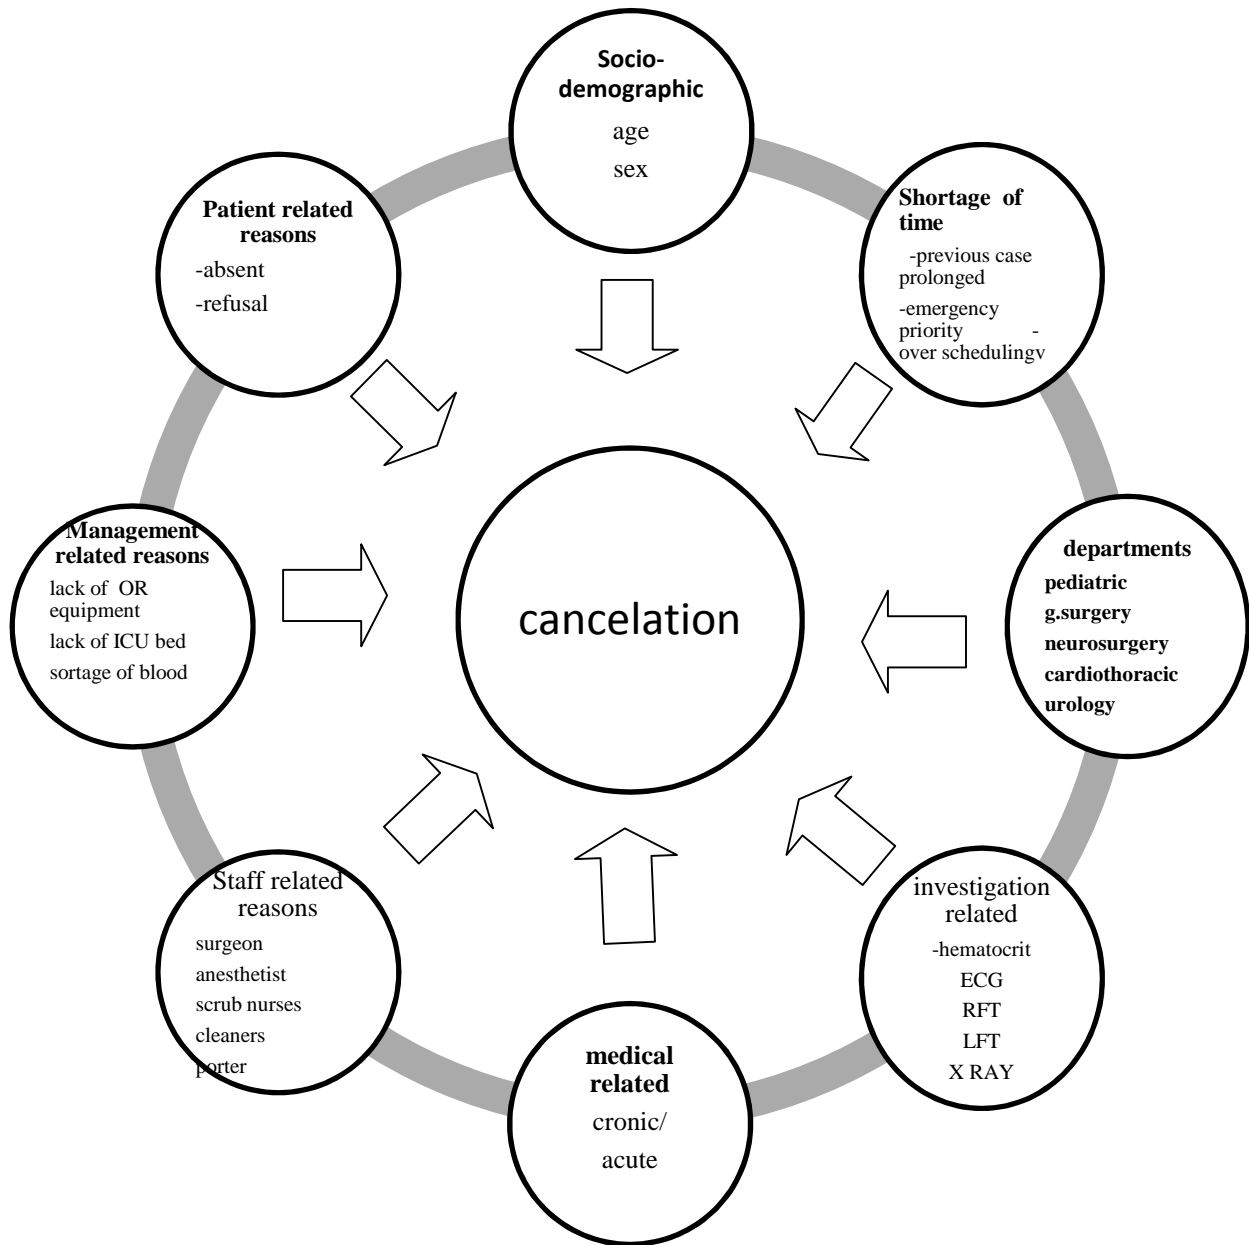 Socio-
demographic
age
sex
Shortage of
time
-previous case
prolonged
-emergency
priority -
over schedulingv
departments
pediatric
g.surgery
neurosurgery
cardiothoracic
urology
investigation
related
-hematocrit
ECG
RFT
LFT
X RAY
medical
related
cronic/
acute
Staff related
reasons
surgeon
anesthetist
scrub nurses
cleaners
porter
Management
related reasons
lack of OR
equipment
lack of ICU bed
sortage of blood
Patient related
reasons
-absent
-refusal
cancelation